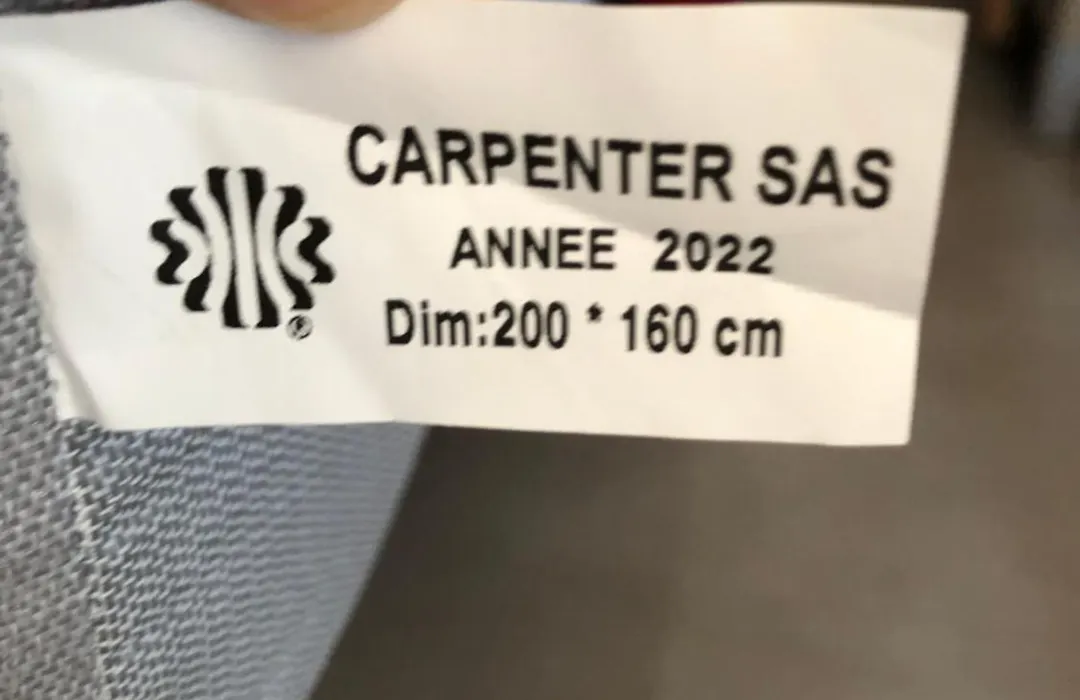 CARPENTER SAS
ANNEE 2022
Dim:200 * 160 cm
®